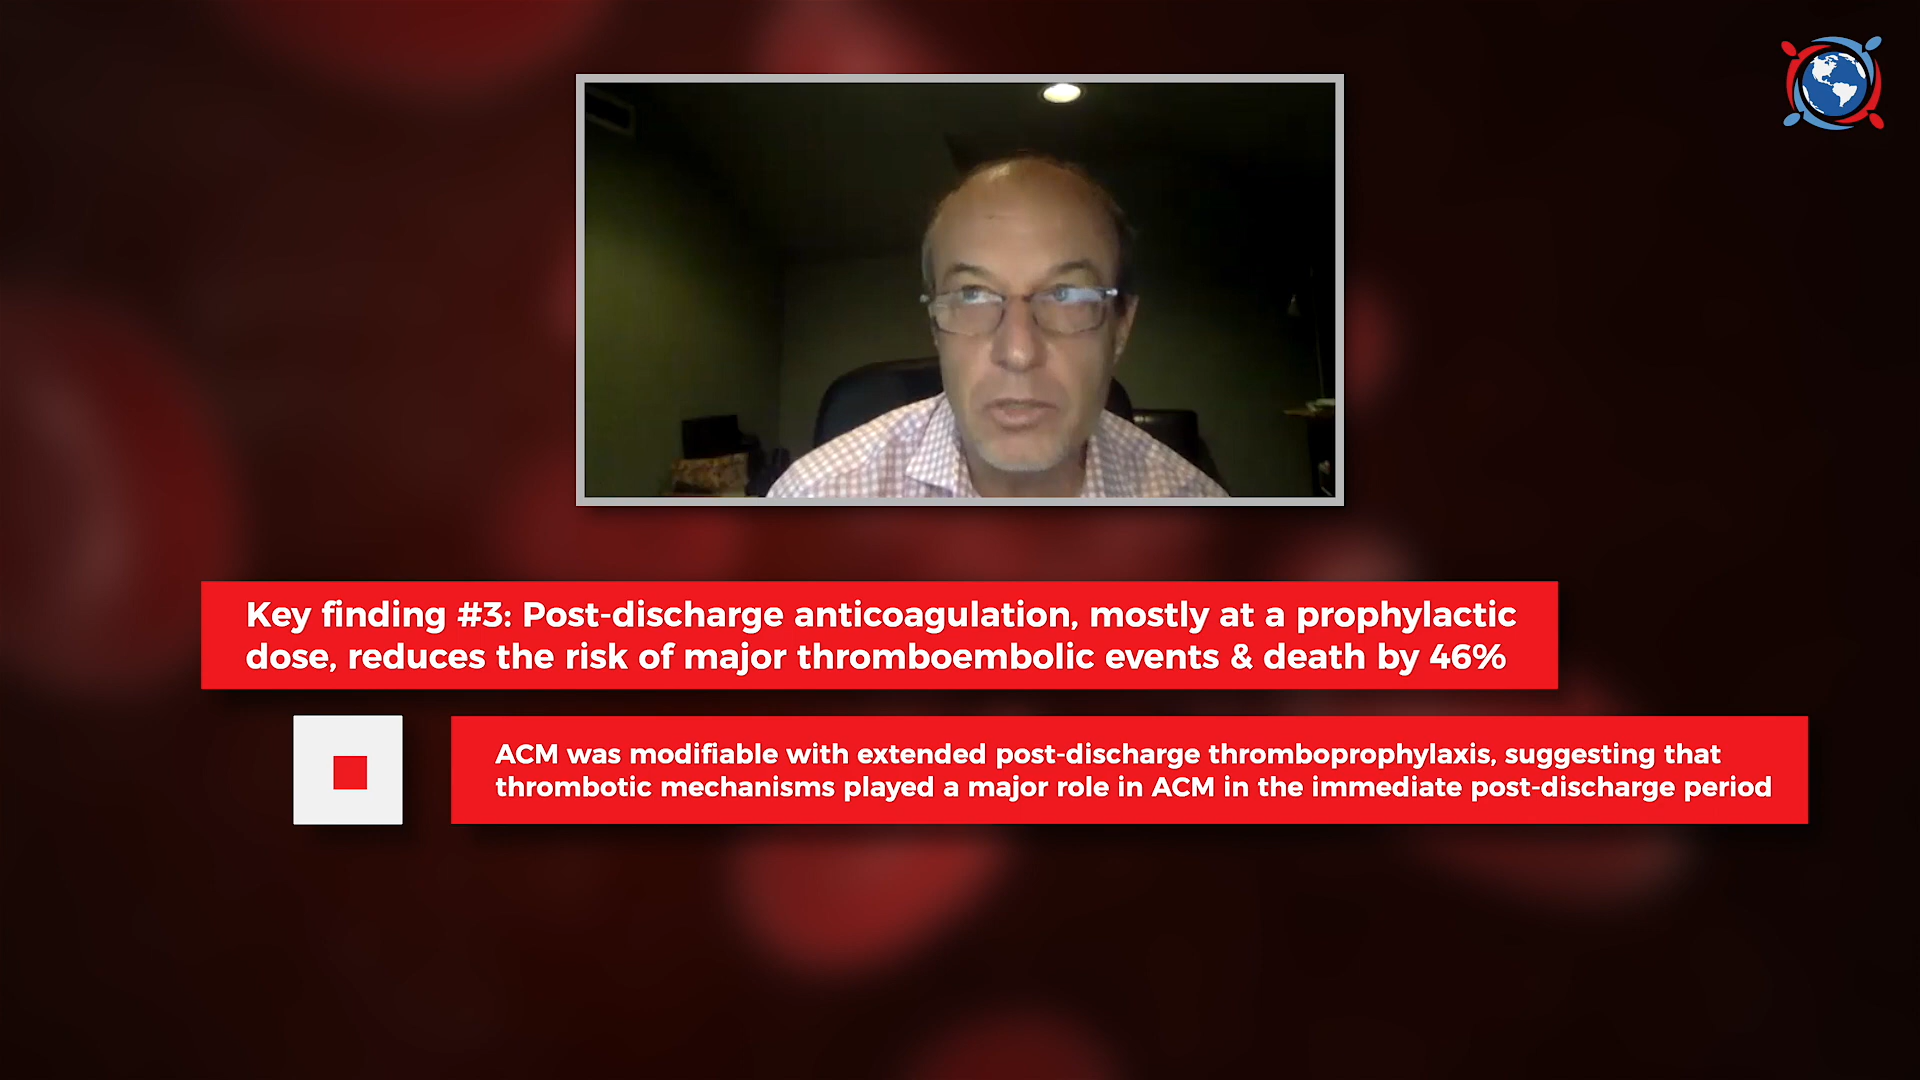 Key finding #3: Post-discharge anticoagulation, mostly at a prophylactic
dose, reduces the risk of major thromboembolic events & death by 46%
ACM was modifiable with extended post-discharge thromboprophylaxis, suggesting that
thrombotic mechanisms played a major role in ACM in the immediate post-discharge period